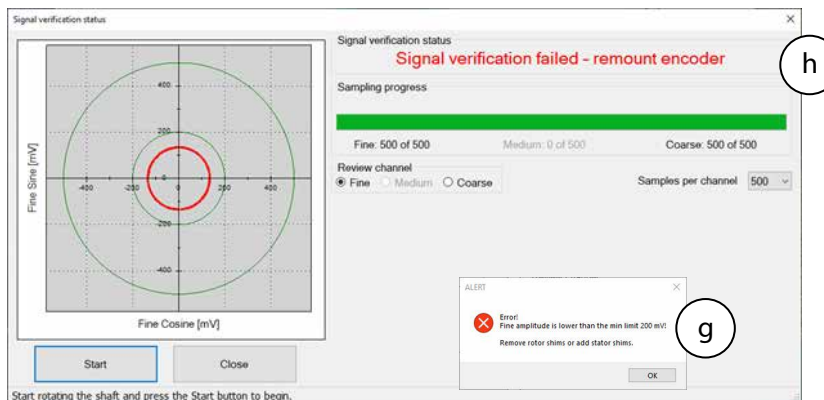 Signal verification status
Signal verification status
Signal verification failed - remount encoder
h
Sampling progress
Fine: 500 of 500 Medium: 0 of 500 Coarse: 500 of 500
Review channel
Fine Medium Coarse
Samples per channel 500
Fine Sine [mV]
400
200
-400 -200 0 200 400
-200
-400
Fine Cosine [mV]
ALERT
Error!
Fine amplitude is lower than the min limit 200 mV!
Remove rotor shims or add stator shims.
OK
g
Start Close
Start rotating the shaft and press the Start button to begin.